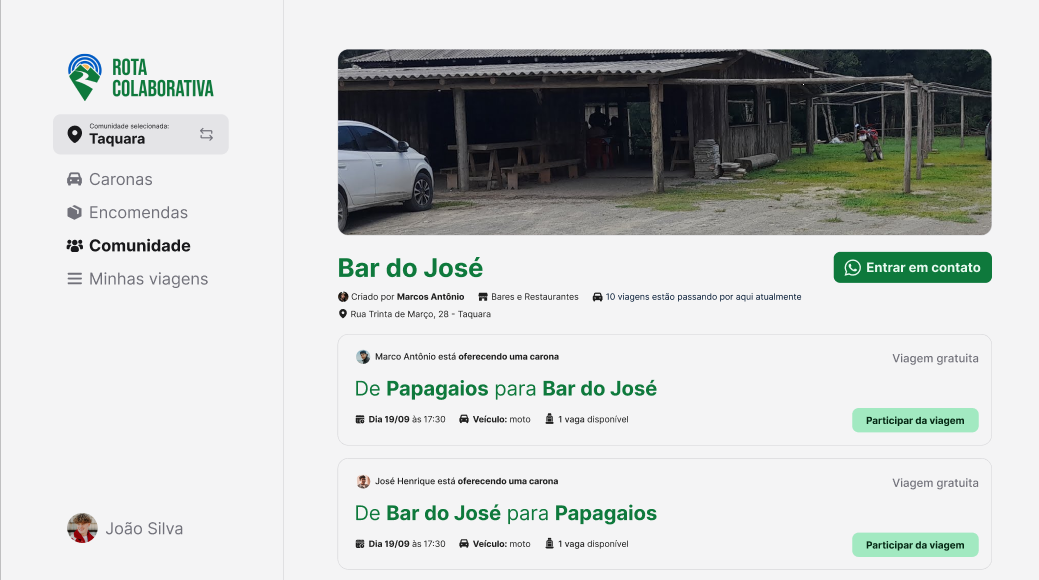 ROTA
COLABORATIVA
Comunidade selecionada:
Taquara
Caronas
Encomendas
Comunidade
Minhas viagens
João Silva
Bar do José
Entrar em contato
Criado por Marcos Antônio Bares e Restaurantes 10 viagens estão passando por aqui atualmente
Rua Trinta de Março, 28 - Taquara
Marco Antônio está oferecendo uma carona
Viagem gratuita
De Papagaios para Bar do José
Dia 19/09 às 17:30 Veículo: moto 1 vaga disponível
Participar da viagem
José Henrique está oferecendo uma carona
Viagem gratuita
De Bar do José para Papagaios
Dia 19/09 às 17:30 Veículo: moto 1 vaga disponível
Participar da viagem